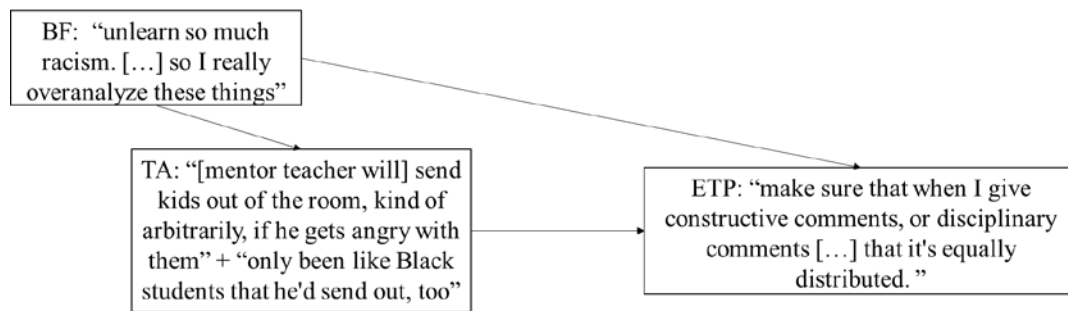 BF: “unlearn so much
racism. […] so I really
overanalyze these things”
TA: “[mentor teacher will] send
kids out of the room, kind of
arbitrarily, if he gets angry with
them” + “only been like Black
students that he'd send out, too”
ETP: “make sure that when I give
constructive comments, or disciplinary
comments […] that it's equally
distributed. ”